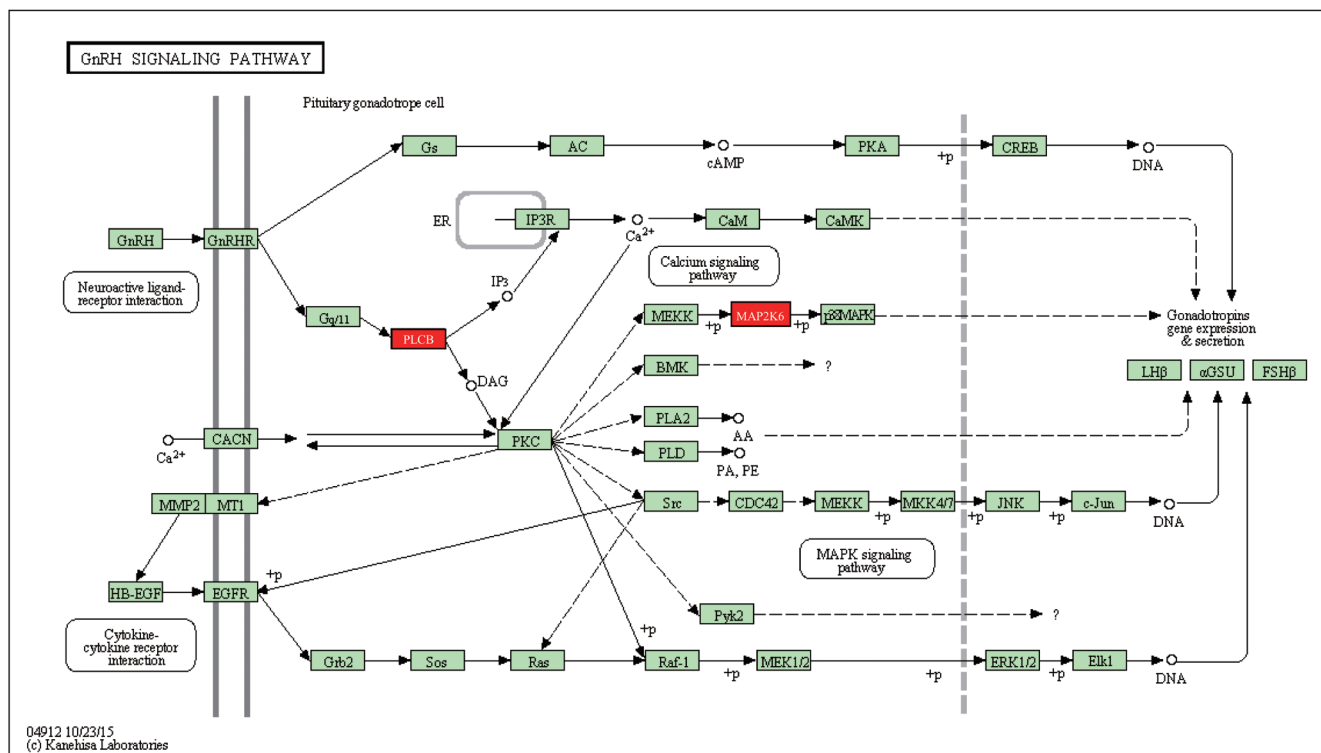 GnRH SIGNALING PATHWAY
Pituitary gonadotrope cell
Gs
AC
cAMP
PKA
+p
CREB
DNA
ER
IP3R
Ca2+
CaM
CaMK
GnRH
GnRHR
Neuroactive ligand-
receptor interaction
Calcium signaling
pathway
IP3
Gq/11
PLCB
MEKK
+p
MAP2K6
+p
p38MAPK
Gonadotropins
gene expression
& secretion
BMK
?
LHβ
αGSU
FSHβ
DAG
PLA2
AA
CACN
Ca2+
PKC
PLD
PA, PE
MMP2
MT1
Src
CDC42
MEKK
+p
MKK4/7
+p
JNK
+p
c-Jun
DNA
MAPK signaling
pathway
+p
HB-EGF
EGFR
Pyk2
?
Cytokine-
cytokine receptor
interaction
+p
Grb2
Sos
Ras
Raf-1
+p
MEK1/2
+p
ERK1/2
+p
Elk1
DNA
04912 10/23/15
(c) Kanehisa Laboratories